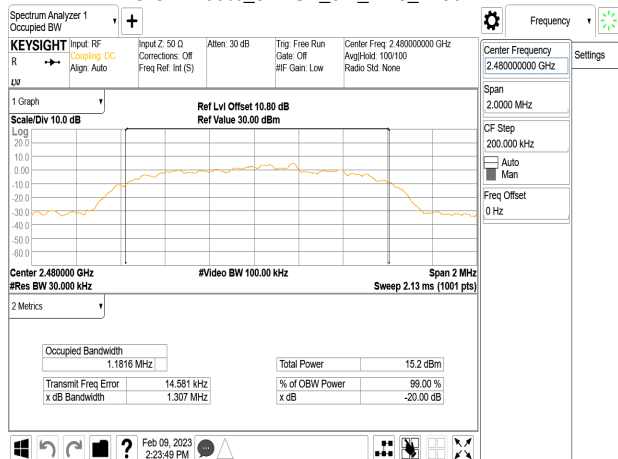 Spectrum Analyzer 1
Occupied BW
Frequency
KEYSIGHT
R
Input: RF
Coupling: DC
Align: Auto
Input Z: 50 Ω
Corrections: Off
Freq Ref: Int (S)
Atten: 30 dB
Trig: Free Run
Gate: Off
#IF Gain: Low
Center Freq: 2.480000000 GHz
Avg|Hold: 100/100
Radio Std: None
Center Frequency
2.480000000 GHz
Settings
Span
2.0000 MHz
CF Step
200.000 kHz
Auto
Man
Freq Offset
0 Hz
1 Graph
Scale/Div 10.0 dB
Ref Lvl Offset 10.80 dB
Ref Value 30.00 dBm
Log
20.0
10.0
0.00
-10.0
-20.0
-30.0
-40.0
-50.0
-60.0
Center 2.480000 GHz
#Res BW 30.000 kHz
#Video BW 100.00 kHz
Span 2 MHz
Sweep 2.13 ms (1001 pts)
2 Metrics
Occupied Bandwidth
1.1816 MHz
Total Power 15.2 dBm
Transmit Freq Error 14.581 kHz
% of OBW Power 99.00 %
x dB Bandwidth 1.307 MHz
x dB -20.00 dB
?
Feb 09, 2023
2:23:49 PM